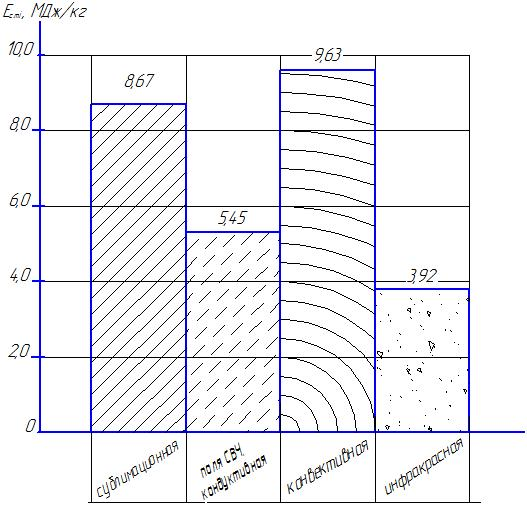 Eсті, МДж/кг
10,0
8,0
6,0
4,0
2,0
0
8,67
5,45
9,63
3,92
сублимационная
поля СВЧ,
кондуктивная
конвективная
инфракрасная